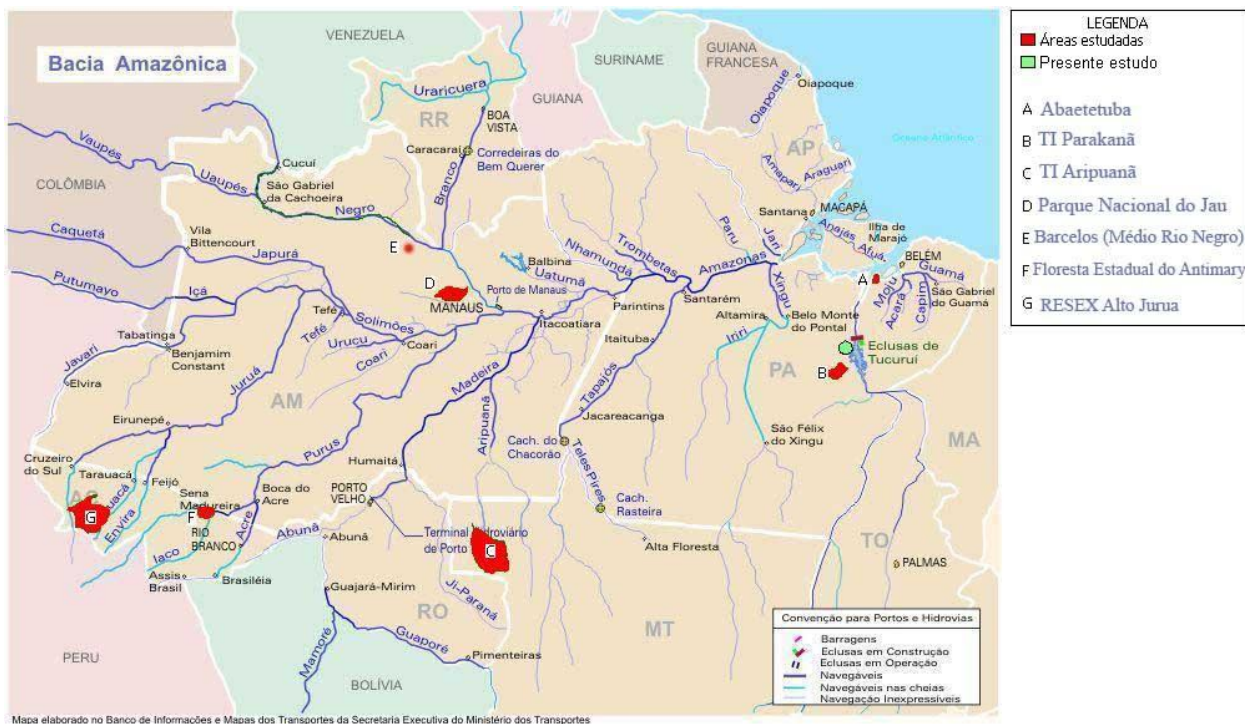 Bacia Amazônica
VENEZUELA
SURINAME
GUIANA
FRANCESA
GUIANA
COLÔMBIA
PERU
BOLÍVIA
Oceano Atlântico
RR
AP
AM
PA
MA
TO
MT
RO
AC
Uraricuera
BOA
VISTA
Caracaraí
Corredeiras do
Bem Querer
Branco
Oiapoque
Oiapoque
Araguari
Amapari
MACAPÁ
Santana
Ilha de
Marajó
Anajás
Afuá
BELÉM
Guamá
São Gabriel
do Guamá
Capim
Acará
Moju
A
Vaupés
Uaupés
Cucuí
São Gabriel
da Cachoeira
Negro
Caquetá
Vila
Bittencourt
Japurá
E
Putumayo
Içá
D
MANAUS
Porto de Manaus
Balbina
Uatumã
Nhamundá
Trombetas
Paru
Jari
Amazonas
Xingu
Parintins
Santarém
Itacoatiara
Tefé
Solimões
Tefé
Urucu
Coari
Coari
Tabatinga
Benjamim
Constant
Javari
Elvira
Juruá
Madeira
Itaituba
Altamira
Belo Monte
do Pontal
Iriri
Eclusas de
Tucuruí
B
Tapajós
Jacareacanga
São Félix
do Xingu
Eirunepé
Purus
Aripuanã
Cach. do
Chacorão
Teles Pires
Cach.
Rasteira
Cruzeiro
do Sul
Tarauacá
Feijó
Envira
G
Sena
Madureira
F
Boca do
Acre
RIO
BRANCO
Acre
Iaco
Assis
Brasil
Brasiléia
Humaitá
PORTO
VELHO
Abunã
Abunã
Terminal Hidroviário
de Porto
C
Alta Floresta
PALMAS
Guajará-Mirim
Ji-Paraná
Guaporé
Mamoré
Pimenteiras
Convenção para Portos e Hidrovias
Barragens
Eclusas em Construção
Eclusas em Operação
Navegáveis
Navegáveis nas cheias
Navegação Inexpressíveis
Mapa elaborado no Banco de Informações e Mapas dos Transportes da Secretaria Executiva do Ministério dos Transportes
LEGENDA
Áreas estudadas
Presente estudo
A Abaetetuba
B TI Parakanã
C TI Aripuanã
D Parque Nacional do Jau
E Barcelos (Médio Rio Negro)
F Floresta Estadual do Antimary
G RESEX Alto Jurua